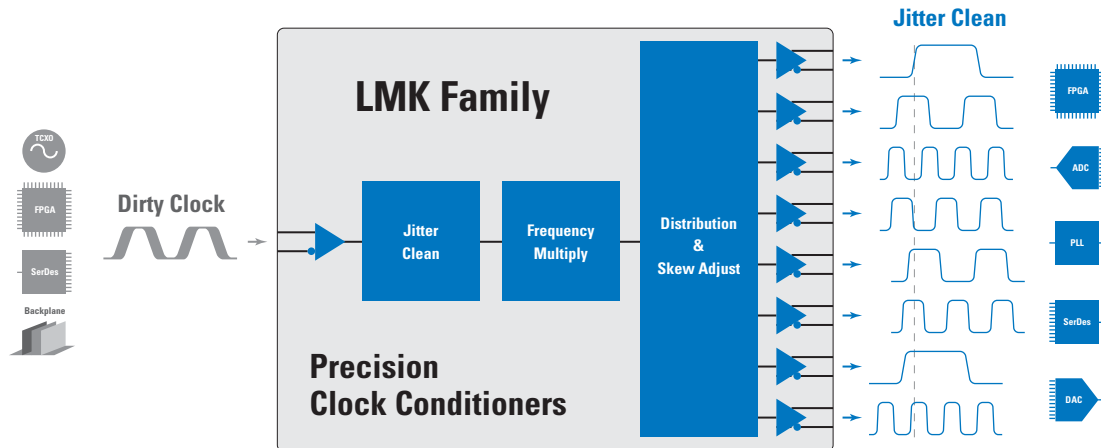 Jitter Clean
LMK Family
TCXO
FPGA
Dirty Clock
SerDes
Backplane
Jitter
Clean
Frequency
Multiply
Distribution
&
Skew Adjust
Precision
Clock Conditioners
FPGA
ADC
PLL
SerDes
DAC